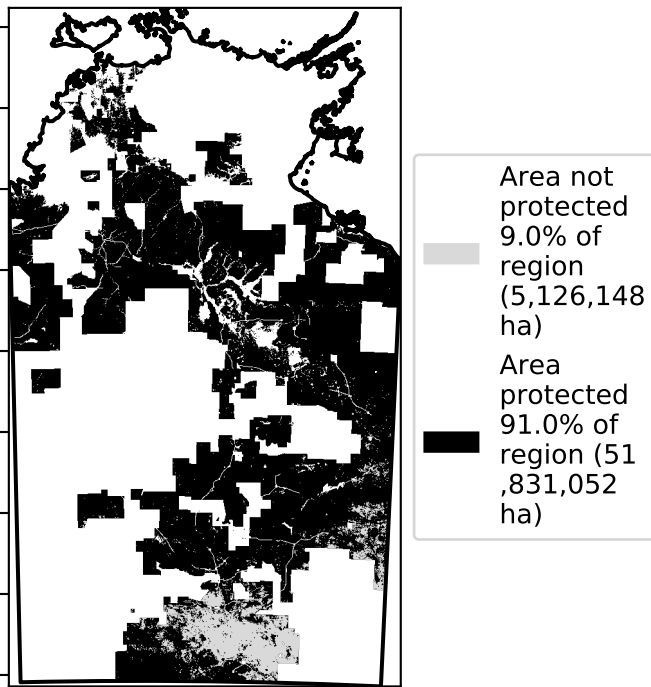 Area not
protected
9.0% of
region
(5,126,148
ha)
Area
protected
91.0% of
region (51
,831,052
ha)